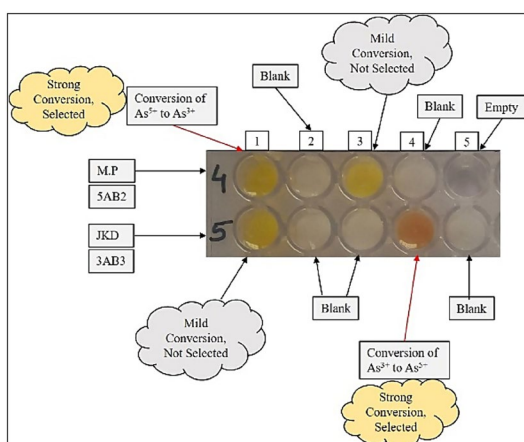 Mild
Conversion,
Not Selected
Strong
Conversion,
Selected
Blank
Conversion of
As⁵⁺ to As³⁺
Blank
Empty
1
2
3
4
5
M.P
5AB2
4
JKD
3AB3
5
Mild
Conversion,
Not Selected
Blank
Blank
Conversion of
As³⁺ to As⁵⁺
Strong
Conversion,
Selected